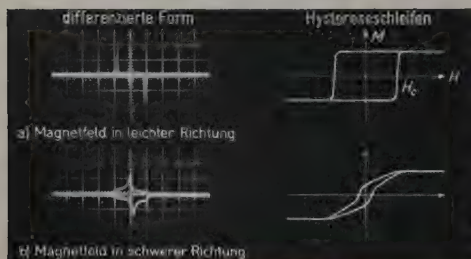 differenzierte Form
Hystereseschleifen
M
H
Hc
a) Magnetfeld in leichter Richtung
b) Magnetfeld in schwerer Richtung